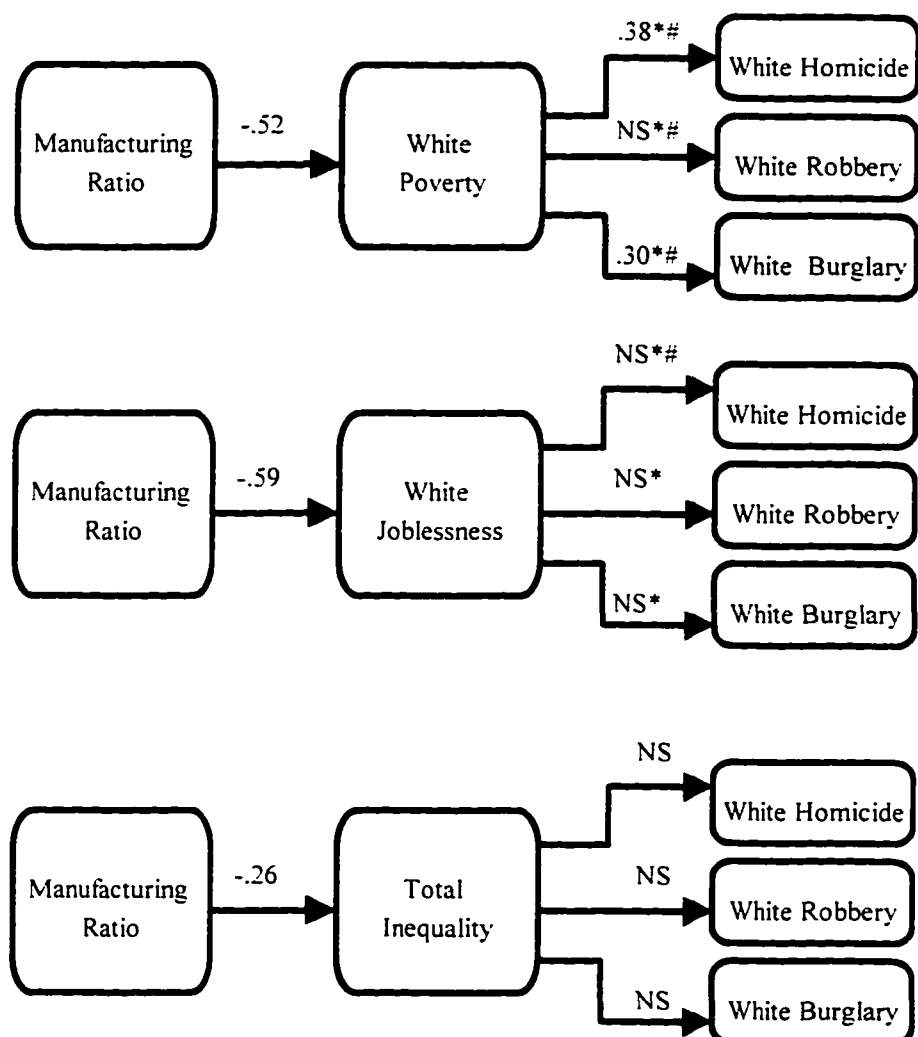 .38*#
White Homicide
Manufacturing
Ratio
-.52
White
Poverty
NS*#
White Robbery
.30*#
White Burglary
NS*#
White Homicide
Manufacturing
Ratio
-.59
White
Joblessness
NS*
White Robbery
NS*
White Burglary
NS
White Homicide
Manufacturing
Ratio
-.26
Total
Inequality
NS
White Robbery
NS
White Burglary